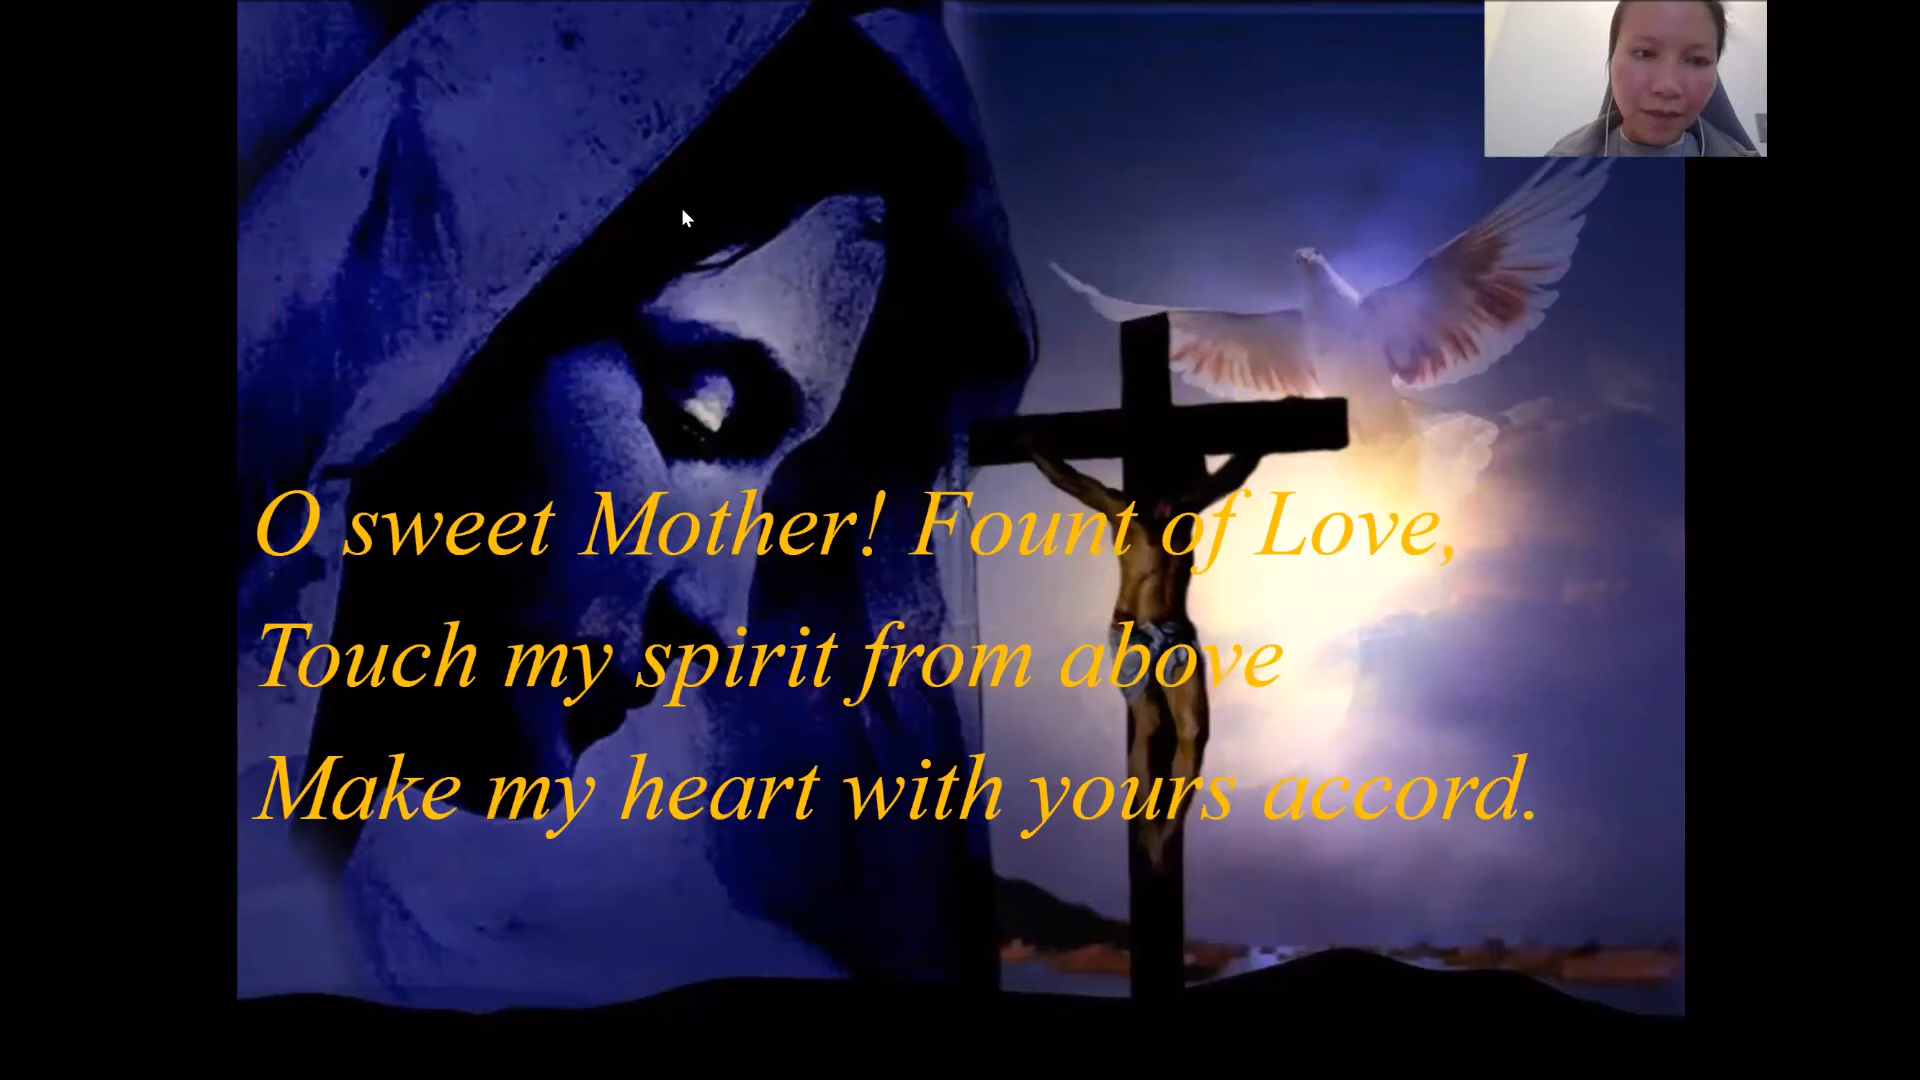 O sweet Mother! Fount of Love,
Touch my spirit from above
Make my heart with yours accord.